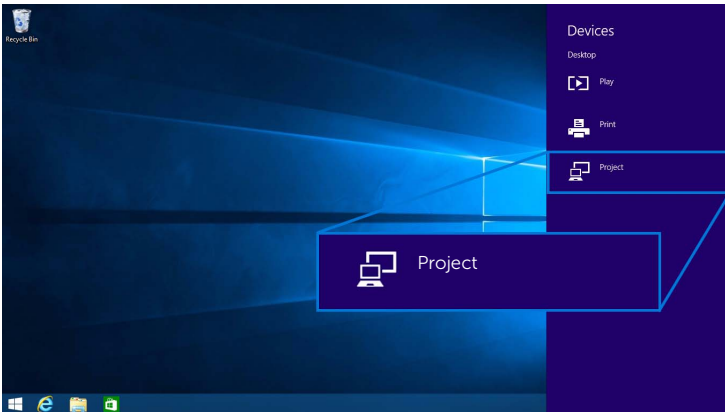 Recycle Bin
Devices
Desktop
Play
Print
Project
Project